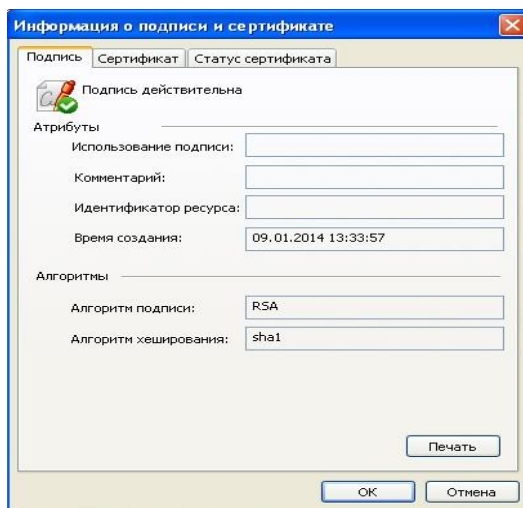 Информация о подписи и сертификате
Подпись Сертификат Статус сертификата
Подпись действительна
Атрибуты
Использование подписи:
Комментарий:
Идентификатор ресурса:
Время создания: 09.01.2014 13:33:57
Алгоритмы
Алгоритм подписи: RSA
Алгоритм хеширования: sha1
Печать
OK Отмена